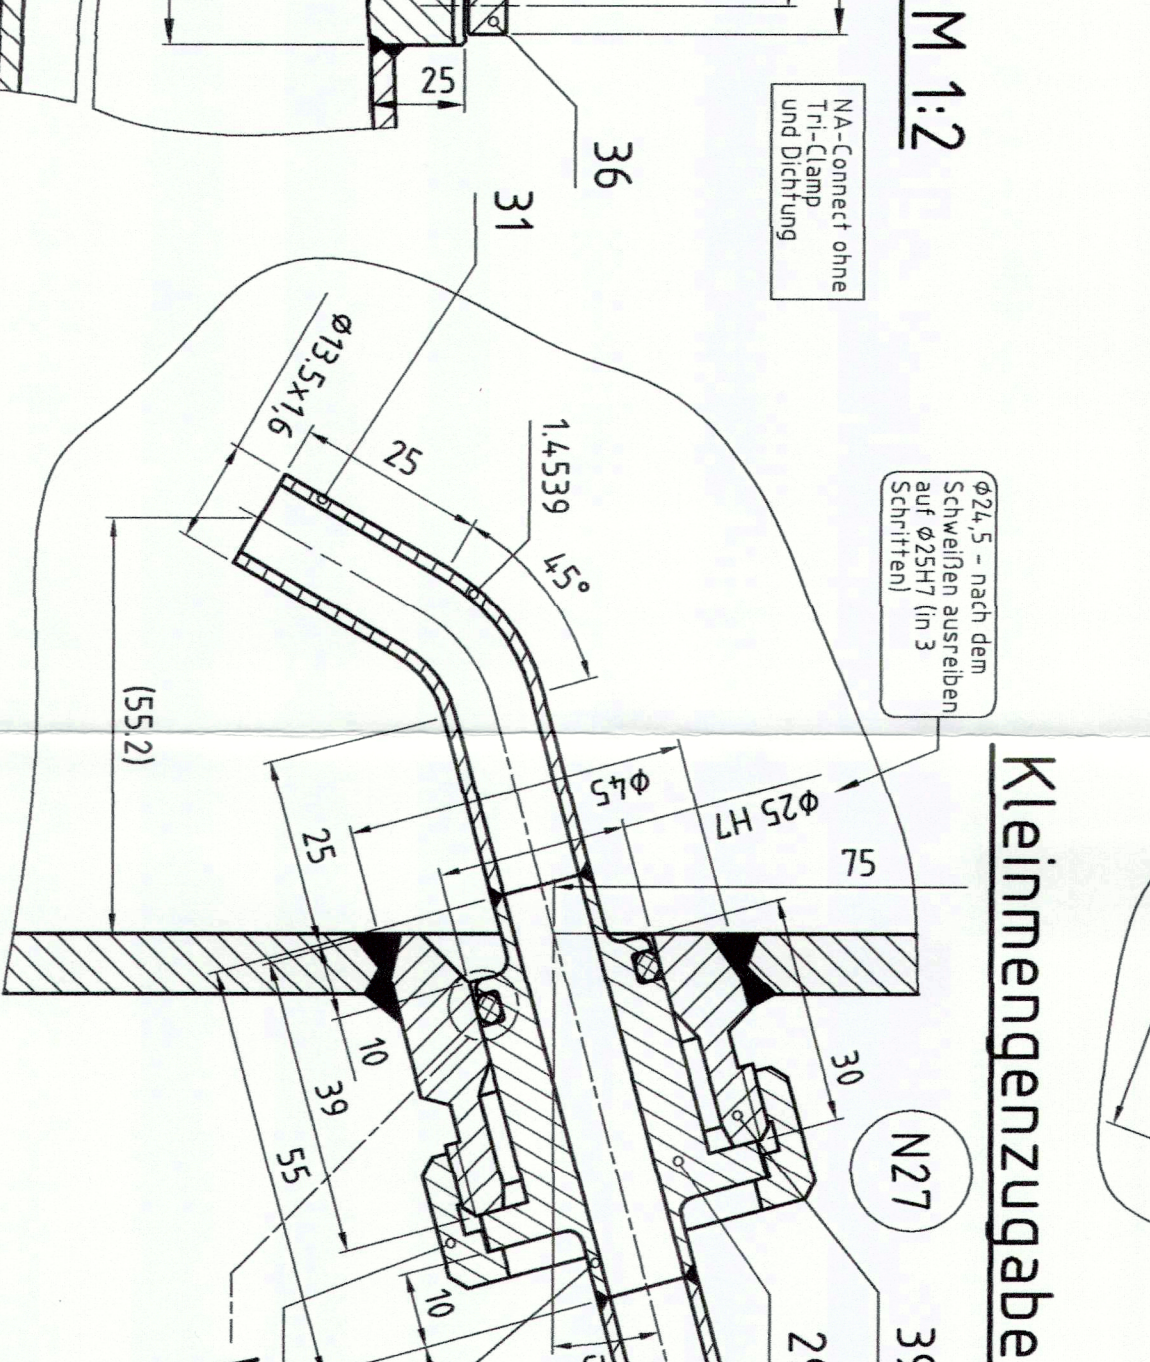 M 1:2
NA-Connect ohne
Tri-Clamp
und Dichtung
25
36
31
Ø13.5x1,6
25
1.4539
45°
(55.2)
Ø24,5 - nach dem
Schweißen ausreiben
auf Ø25H7 (in 3
Schritten)
Kleinmengenzugabe
Ø45
Ø25 H7
75
25
10
39
55
30
N27
10